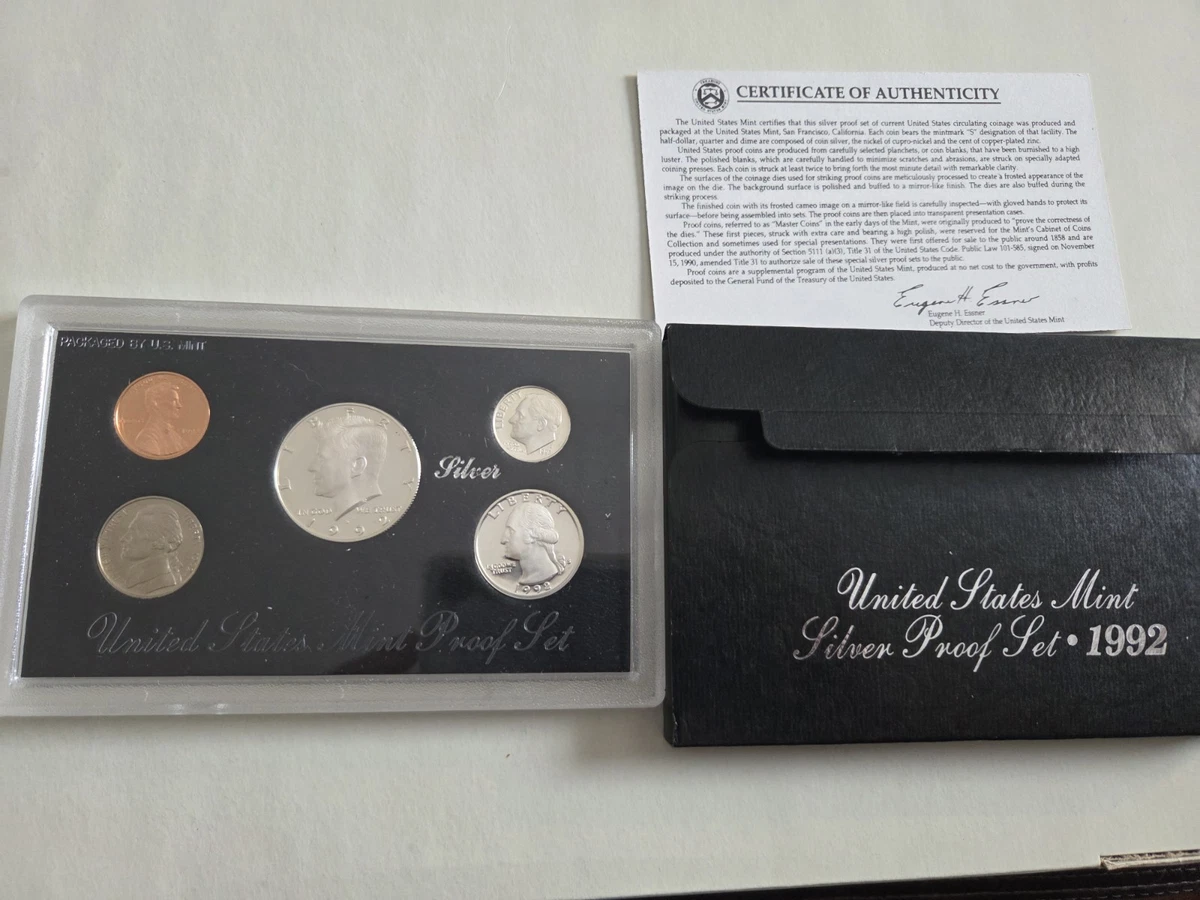 CERTIFICATE OF AUTHENTICITY
The United States Mint certifies that this silver proof set of current United States circulating coinage was produced and
packaged at the United States Mint, San Francisco, California. Each coin bears the mintmark "S" designation of that facility. The
half-dollar, quarter and dime are composed of coin silver, the nickel of cupro-nickel and the cent of copper-plated zinc.
United States proof coins are produced from carefully selected planchets, or coin blanks, that have been burnished to a high
luster. The polished blanks, which are carefully handled to minimize scratches and abrasions, are struck on specially adapted
coining presses. Each coin is struck at least twice to bring forth the most minute detail with remarkable clarity.
The surfaces of the coinage dies used for striking proof coins are meticulously processed to create a frosted appearance of the
image on the die. The background surface is polished and buffed to a mirror-like finish. The dies are also buffed during the
striking process.
The finished coin with its frosted cameo image on a mirror-like field is carefully inspected—with gloved hands to protect its
surface—before being assembled into sets. The proof coins are then placed into transparent presentation cases.
Proof coins, referred to as "Master Coins" in the early days of the Mint, were originally produced to "prove the correctness of
the dies." These first pieces, struck with extra care and bearing a high polish, were reserved for the Mint's Cabinet of Coins
Collection and sometimes used for special presentations. They were first offered for sale to the public around 1858 and are
produced under the authority of Section 5111 (a)(3), Title 31 of the United States Code. Public Law 101-585, signed on November
15, 1990, amended Title 31 to authorize sale of these special silver proof sets to the public.
Proof coins are a supplemental program of the United States Mint, produced at no net cost to the government, with profits
deposited to the General Fund of the Treasury of the United States.
Eugene H. Essner
Eugene H. Essner
Deputy Director of the United States Mint
PACKAGED BY U.S. MINT
LIBERTY
IN GOD WE TRUST
1992
Silver
LIBERTY
LIBERTY
IN GOD WE
TRUST
1992
United States Mint Proof Set
United States Mint
Silver Proof Set • 1992